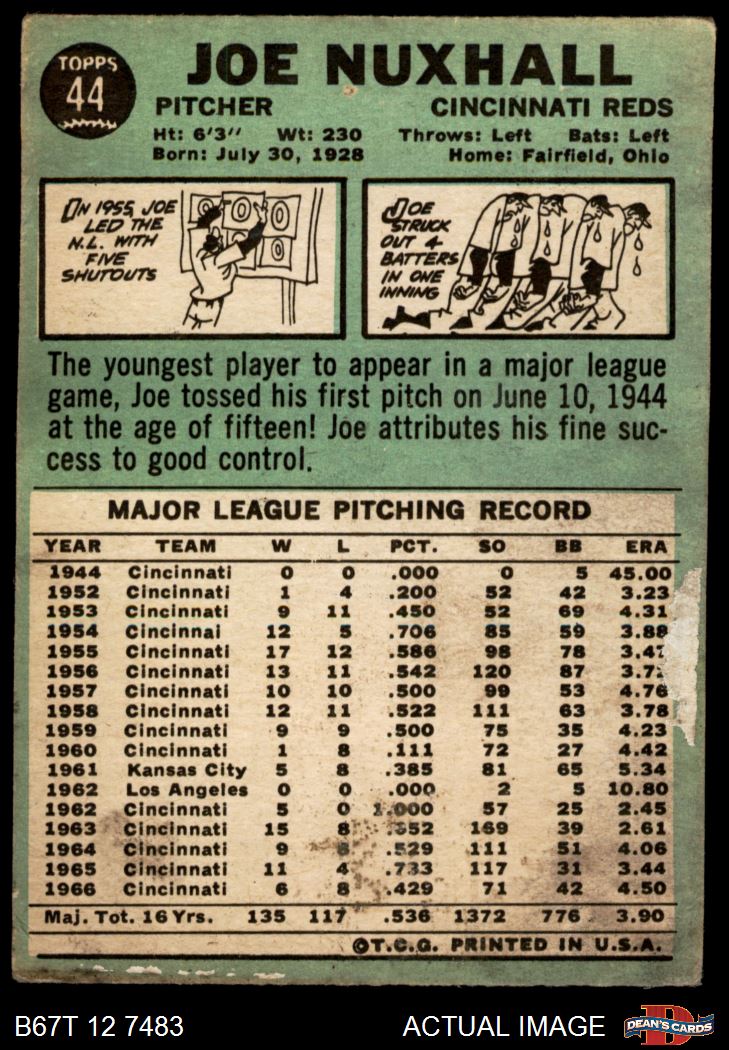 TOPPS
44
JOE NUXHALL
PITCHER CINCINNATI REDS
Ht: 6'3" Wt: 230 Throws: Left Bats: Left
Born: July 30, 1928 Home: Fairfield, Ohio
IN 1955, JOE
LED THE
N.L. WITH
FIVE
SHUTOUTS
0 0
0
JOE
STRUCK
OUT 4
BATTERS
IN ONE
INNING
The youngest player to appear in a major league
game, Joe tossed his first pitch on June 10, 1944
at the age of fifteen! Joe attributes his fine suc-
cess to good control.
MAJOR LEAGUE PITCHING RECORD
YEAR TEAM W L PCT. SO BB ERA
1944 Cincinnati 0 0 .000 0 5 45.00
1952 Cincinnati 1 4 .200 52 42 3.23
1953 Cincinnati 9 11 .450 52 69 4.31
1954 Cincinnai 12 5 .706 85 59 3.88
1955 Cincinnati 17 12 .586 98 78 3.47
1956 Cincinnati 13 11 .542 120 87
1957 Cincinnati 10 10 .500 99 53 4.76
1958 Cincinnati 12 11 .522 111 63 3.78
1959 Cincinnati 9 9 .500 75 35 4.23
1960 Cincinnati 1 8 .111 72 27 4.42
1961 Kansas City 5 8 .385 81 65 5.34
1962 Los Angeles 0 0 .000 2 5 10.80
1962 Cincinnati 5 0 1.000 57 25 2.45
1963 Cincinnati 15 8 .652 169 39 2.61
1964 Cincinnati 9 8 .529 111 51 4.06
1965 Cincinnati 11 4 .733 117 31 3.44
1966 Cincinnati 6 8 .429 71 42 4.50
Maj. Tot. 16 Yrs. 135 117 .536 1372 776 3.90
©T.C.G. PRINTED IN U.S.A.
B67T 12 7483 ACTUAL IMAGE
D
DEAN'S CARDS